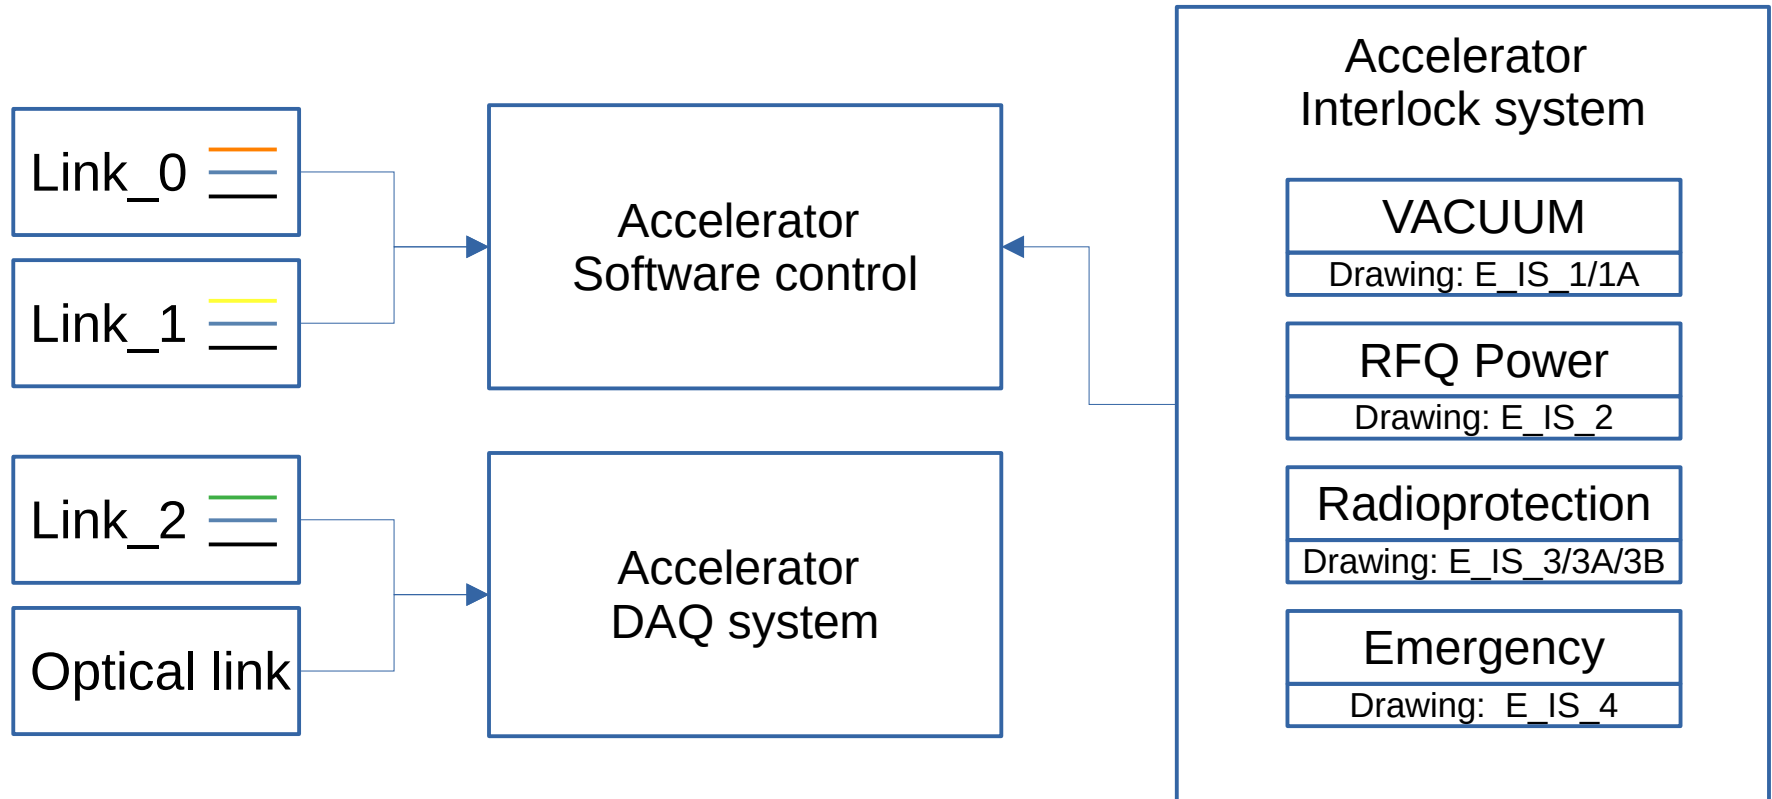 Link_0
Link_1
Link_2
Optical link
Accelerator
Software control
Accelerator
DAQ system
Accelerator
Interlock system
VACUUM
Drawing: E_IS_1/1A
RFQ Power
Drawing: E_IS_2
Radioprotection
Drawing: E_IS_3/3A/3B
Emergency
Drawing:  E_IS_4